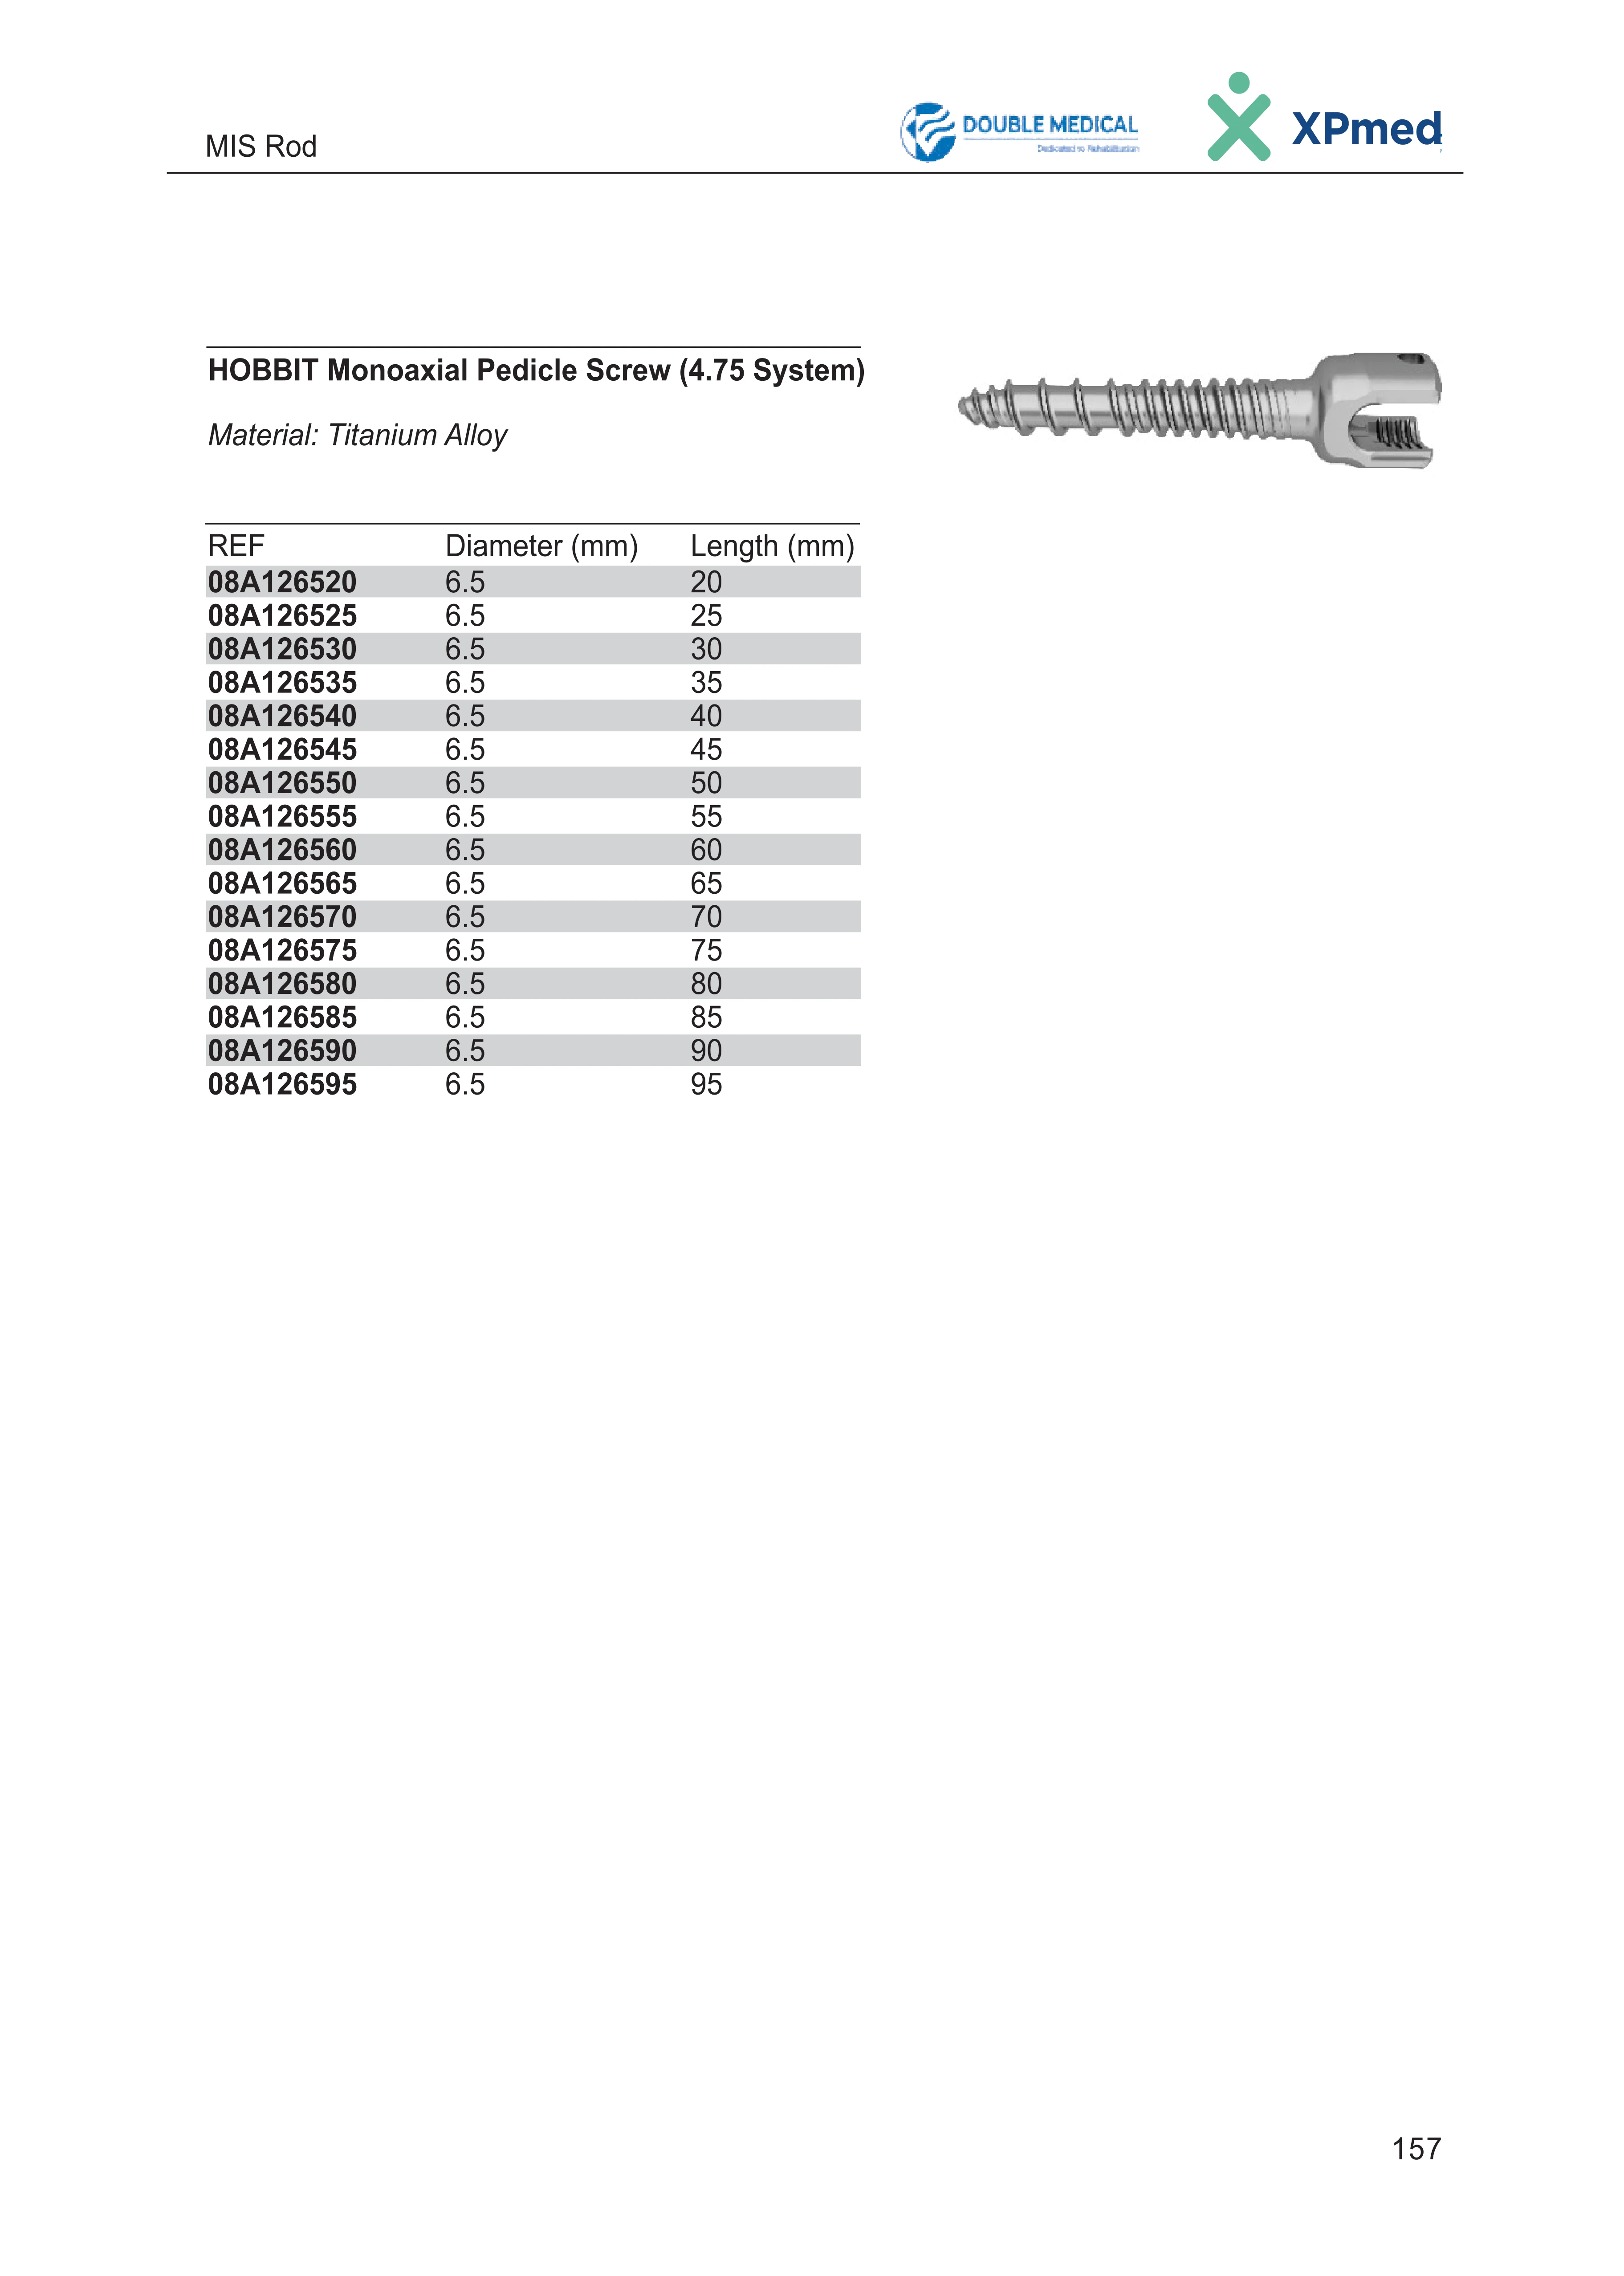 MIS Rod
DOUBLE MEDICAL
Dedicated to Rehabilitation
XPmed
HOBBIT Monoaxial Pedicle Screw (4.75 System)
Material: Titanium Alloy
REF Diameter (mm) Length (mm)
08A126520 6.5 20
08A126525 6.5 25
08A126530 6.5 30
08A126535 6.5 35
08A126540 6.5 40
08A126545 6.5 45
08A126550 6.5 50
08A126555 6.5 55
08A126560 6.5 60
08A126565 6.5 65
08A126570 6.5 70
08A126575 6.5 75
08A126580 6.5 80
08A126585 6.5 85
08A126590 6.5 90
08A126595 6.5 95
157